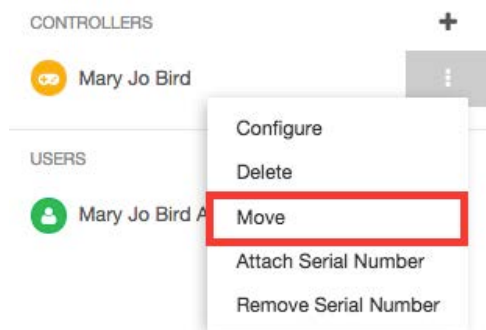 CONTROLLERS
Mary Jo Bird
Configure
Delete
USERS
Mary Jo Bird A
Move
Attach Serial Number
Remove Serial Number